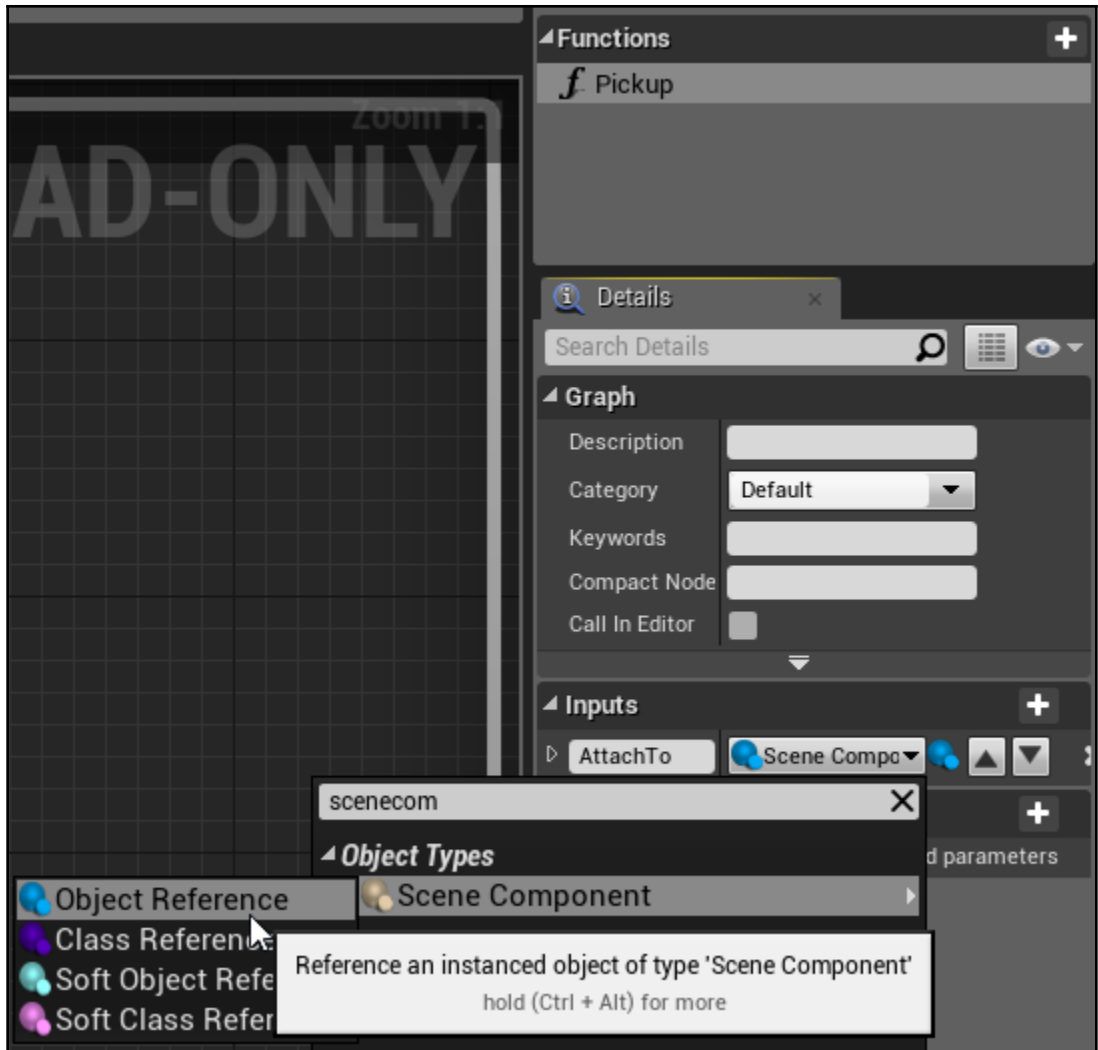 Functions
Pickup
Zoom 1:1
AD-ONLY
Details
Search Details
Graph
Description
Category Default
Keywords
Compact Node
Call In Editor
Inputs
AttachTo Scene Compo
scenecom
d parameters
Object Types
Scene Component
Object Reference
Class Reference
Soft Object Refe
Soft Class Refer
Reference an instanced object of type 'Scene Component'
hold (Ctrl + Alt) for more